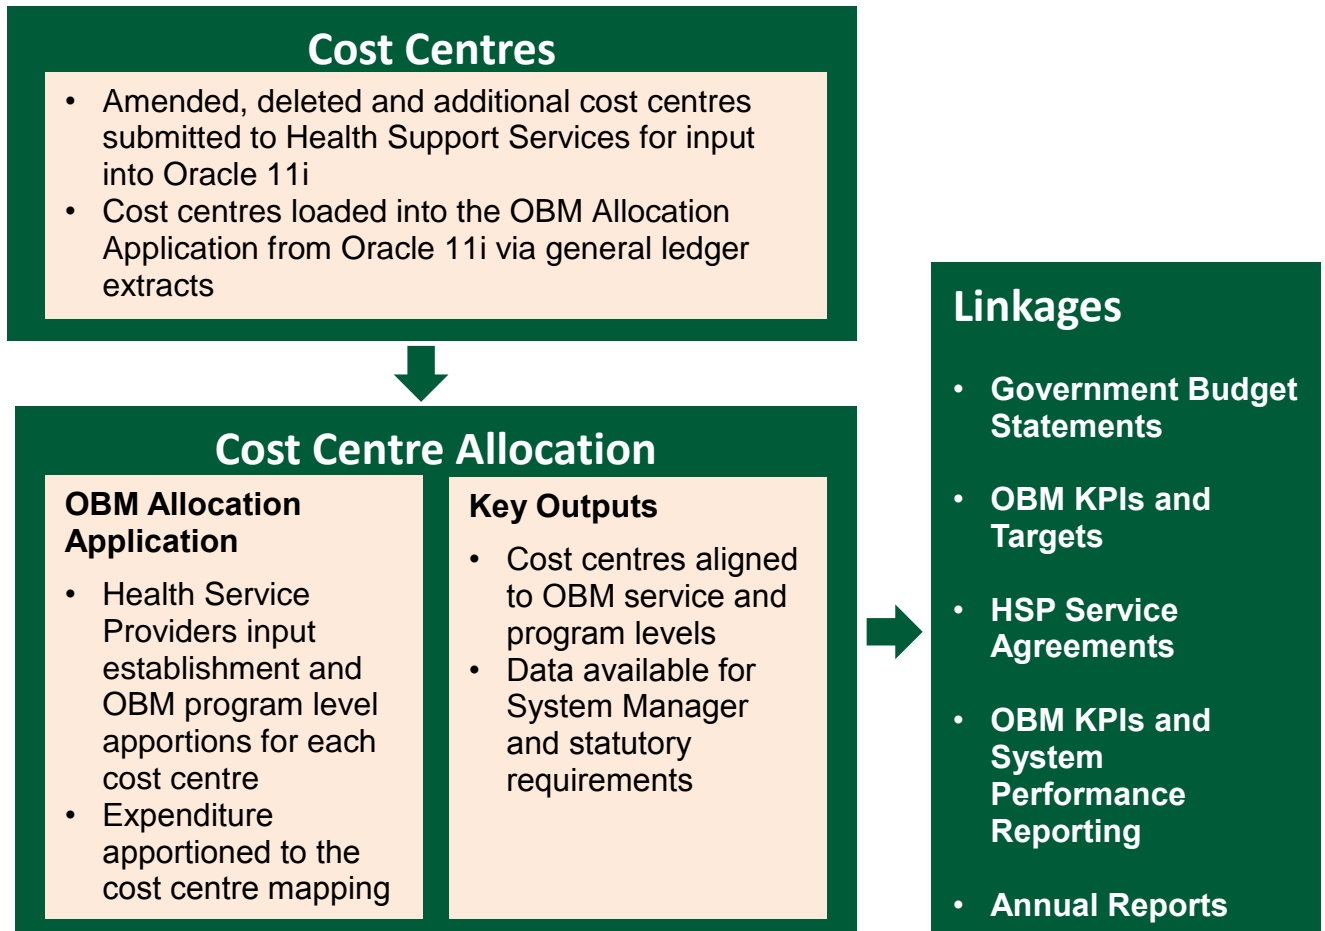 Cost Centres
• Amended, deleted and additional cost centres
submitted to Health Support Services for input
into Oracle 11i
• Cost centres loaded into the OBM Allocation
Application from Oracle 11i via general ledger
extracts
Cost Centre Allocation
OBM Allocation
Application
• Health Service
Providers input
establishment and
OBM program level
apportions for each
cost centre
• Expenditure
apportioned to the
cost centre mapping
Key Outputs
• Cost centres aligned
to OBM service and
program levels
• Data available for
System Manager
and statutory
requirements
Linkages
• Government Budget
Statements
• OBM KPIs and
Targets
• HSP Service
Agreements
• OBM KPIs and
System
Performance
Reporting
• Annual Reports